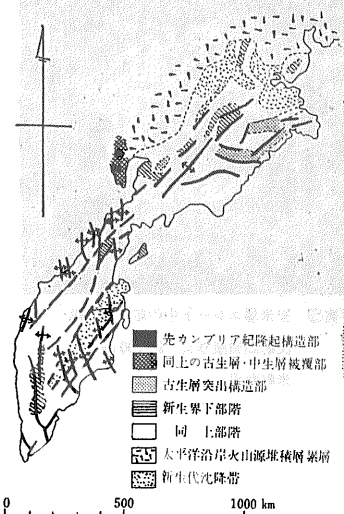 先カンブリア紀隆起構造部
同上の古生層・中生層被覆部
古生層突出構造部
新生界下部階
同 上部階
太平洋沿岸火山源堆積層累層
新生代沈降帯
0 500 1000 km